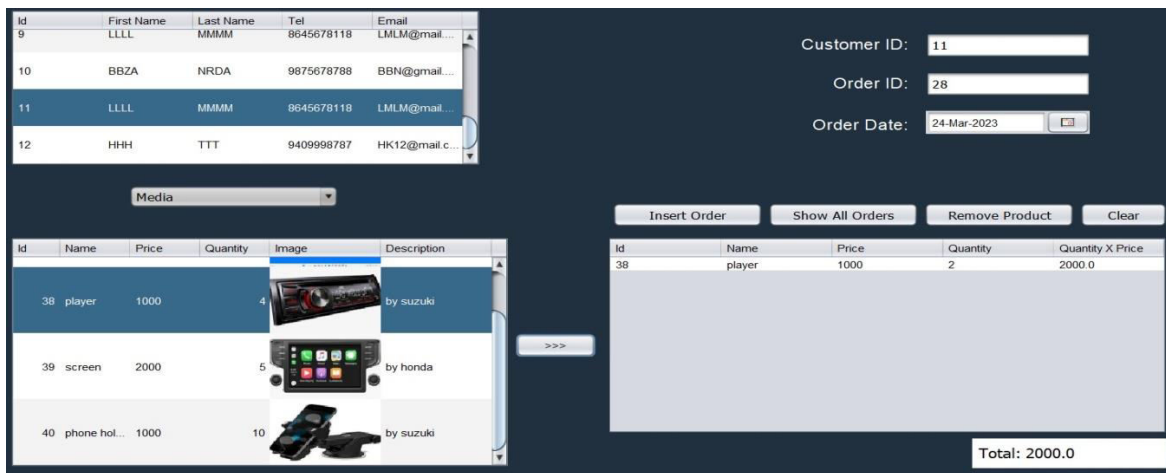 Id First Name Last Name Tel Email
9 LLLL MMMM 8645678118 LMLM@mail....
10 BBZA NRDA 9875678788 BBN@gmail....
11 LLLL MMMM 8645678118 LMLM@mail....
12 HHH TTT 9409998787 HK12@mail.c...
Customer ID: 11
Order ID: 28
Order Date: 24-Mar-2023
Media
Insert Order Show All Orders Remove Product Clear
Id Name Price Quantity Image Description
38 player 1000 4 by suzuki
39 screen 2000 5 by honda
40 phone hol... 1000 10 by suzuki
>>>
Id Name Price Quantity Quantity X Price
38 player 1000 2 2000.0
Total: 2000.0